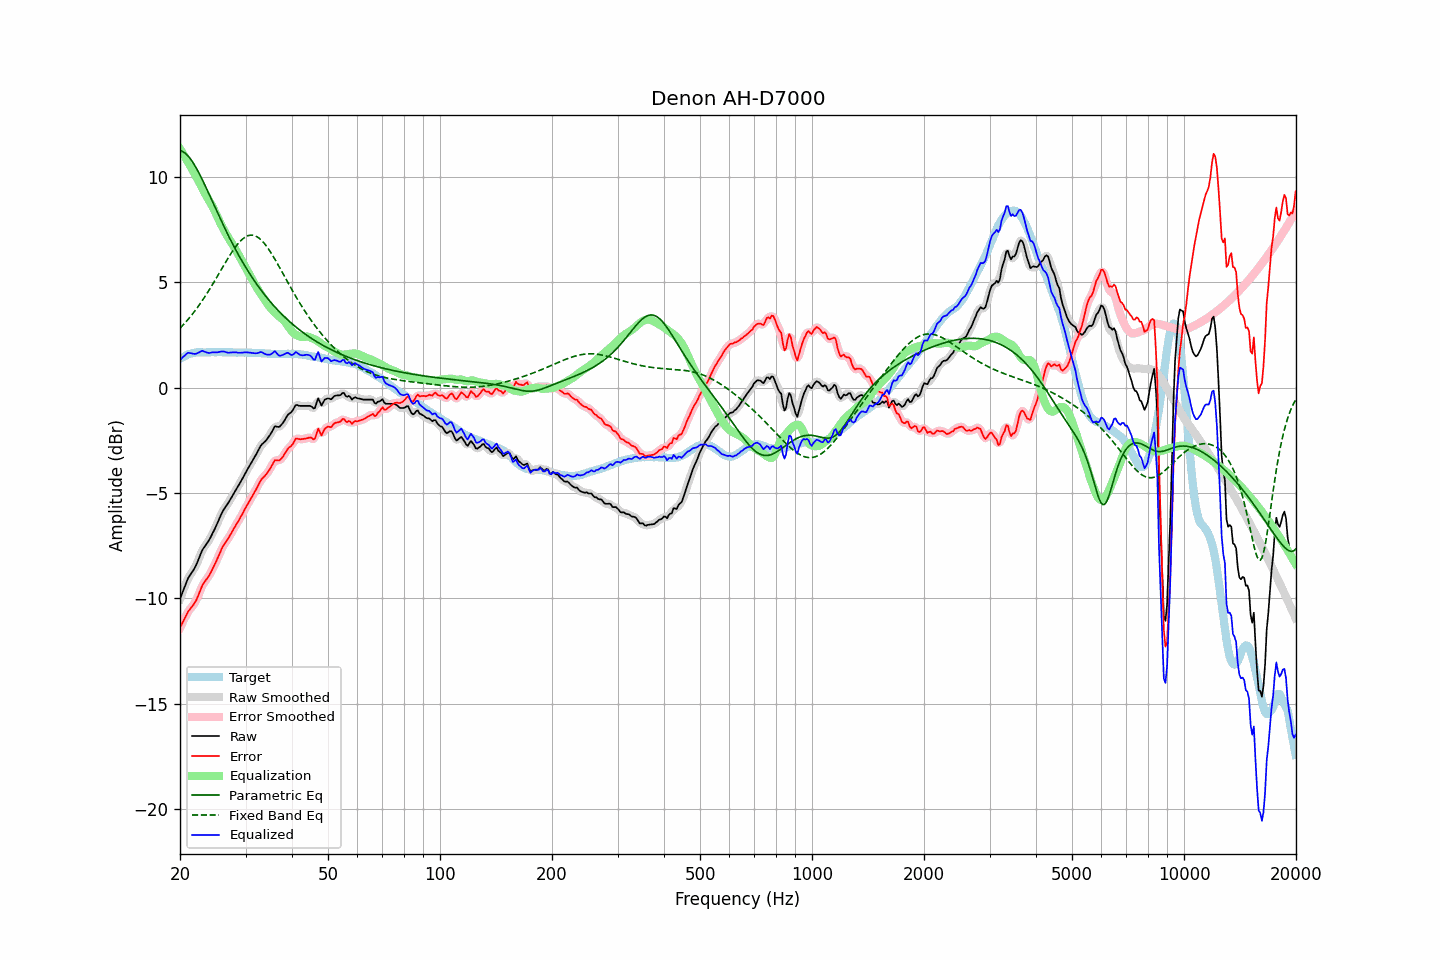 Denon AH-D7000
Amplitude (dBr)
10
5
0
−5
−10
−15
−20
Target
Raw Smoothed
Error Smoothed
Raw
Error
Equalization
Parametric Eq
Fixed Band Eq
Equalized
20 50 100 200 500 1000 2000 5000 10000 20000
Frequency (Hz)